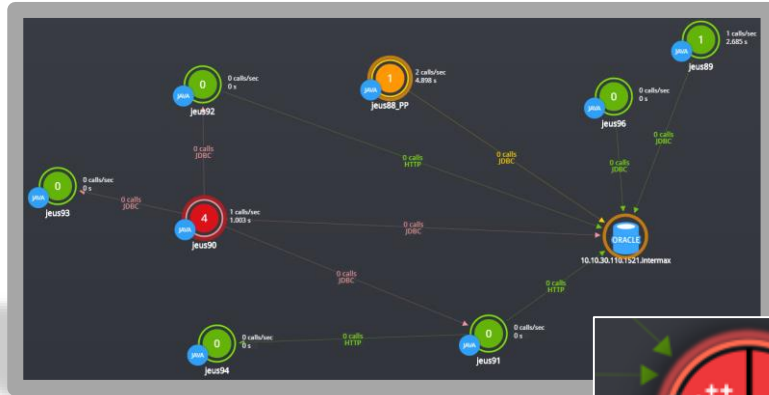 0
JAVA
jeus92
0 calls/sec
0 s
1
JAVA
jeus88_PP
2 calls/sec
4.898 s
1
JAVA
jeus89
1 calls/sec
2.685 s
0
JAVA
jeus96
0 calls/sec
0 s
0
JAVA
jeus93
0 calls/sec
0 s
4
JAVA
jeus90
1 calls/sec
1.003 s
0 calls
JDBC
0 calls
JDBC
0 calls
HTTP
0 calls
JDBC
0 calls
JDBC
0 calls
JDBC
0 calls
JDBC
0 calls
JDBC
0 calls
HTTP
0 calls
HTTP
ORACLE
10.10.30.110.1521.intermax
0
JAVA
jeus94
0 calls/sec
0 s
0
JAVA
jeus91
0 calls/sec
0 s